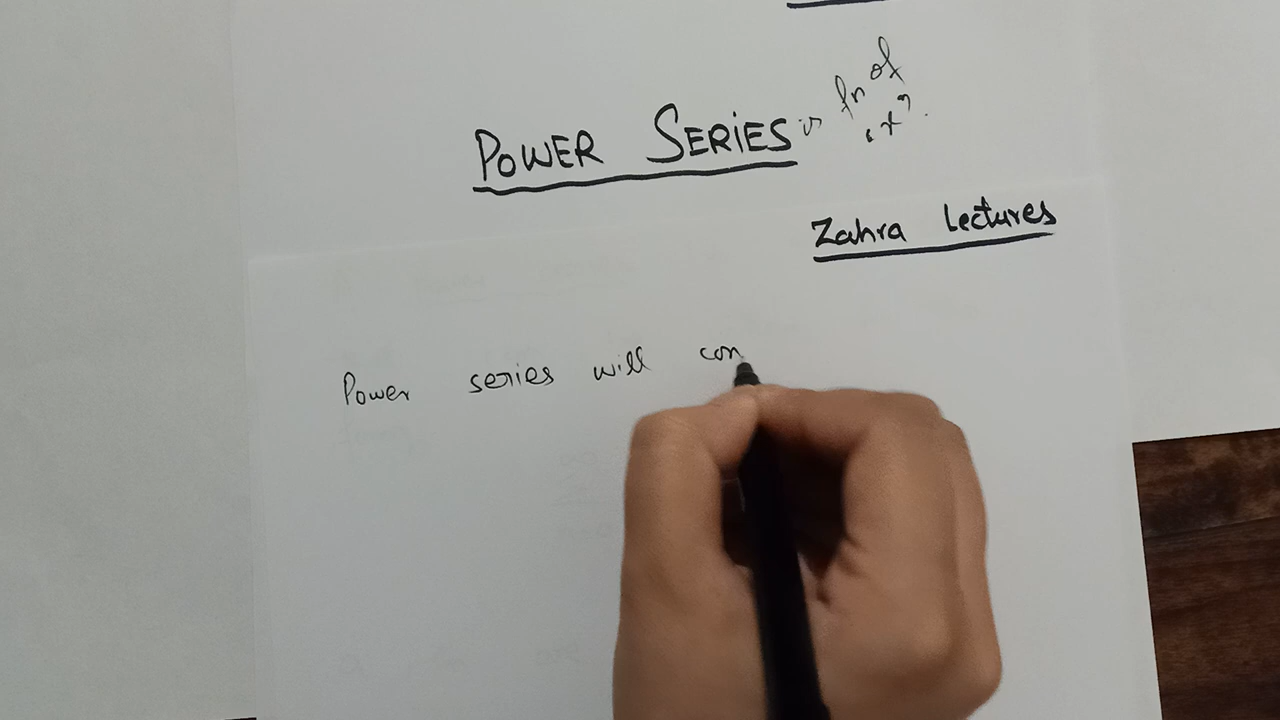 POWER SERIES is fn of
'x'.
Zahra Lectures
Power series will con